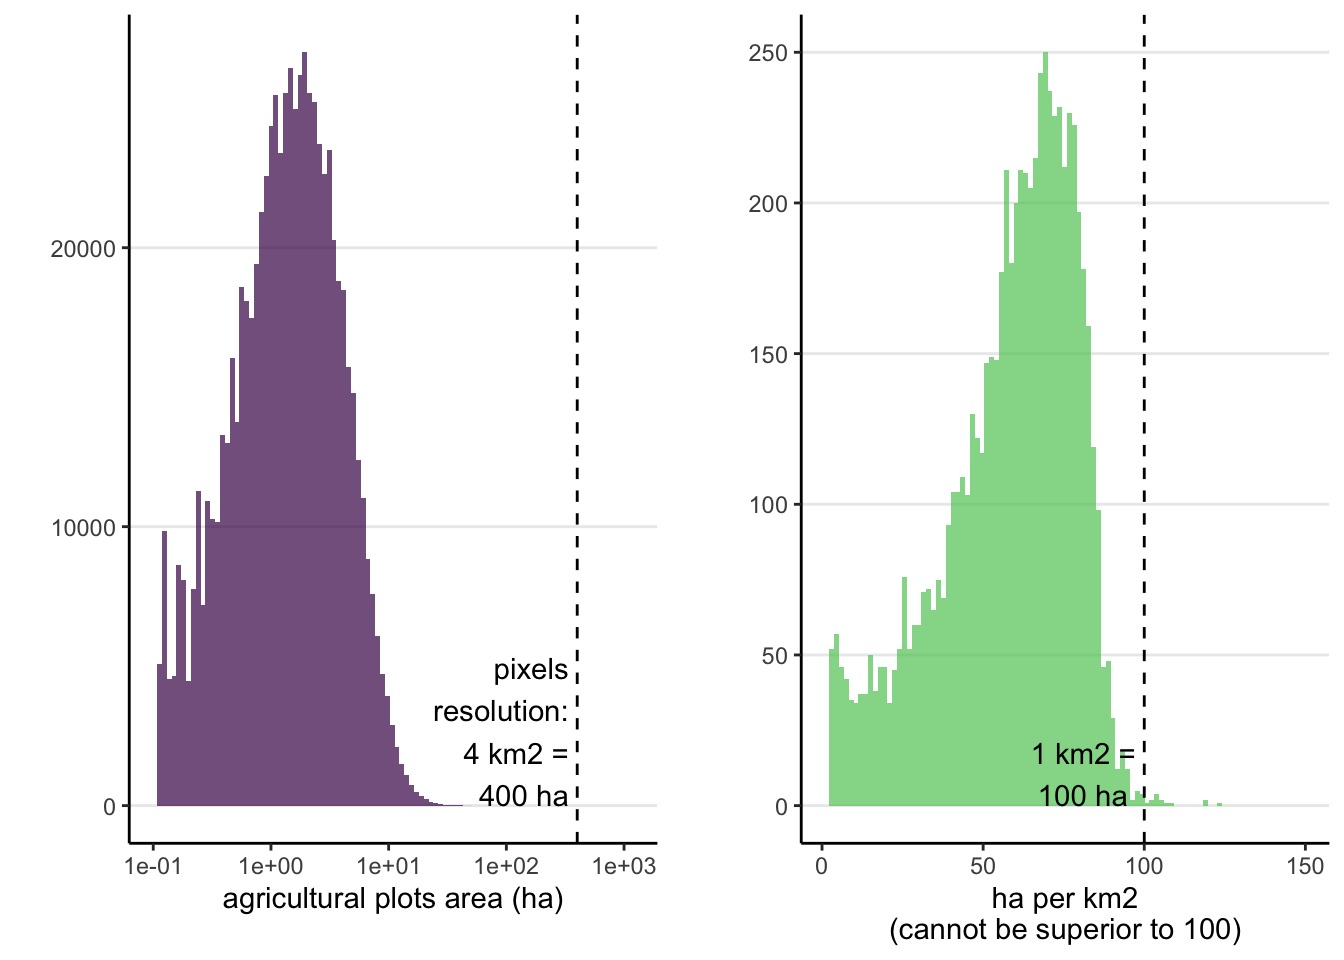 20000
10000
0
pixels
resolution:
4 km2 =
400 ha
1e-01 1e+00 1e+01 1e+02 1e+03
agricultural plots area (ha)
250
200
150
100
50
0
1 km2 =
100 ha
0 50 100 150
ha per km2
(cannot be superior to 100)